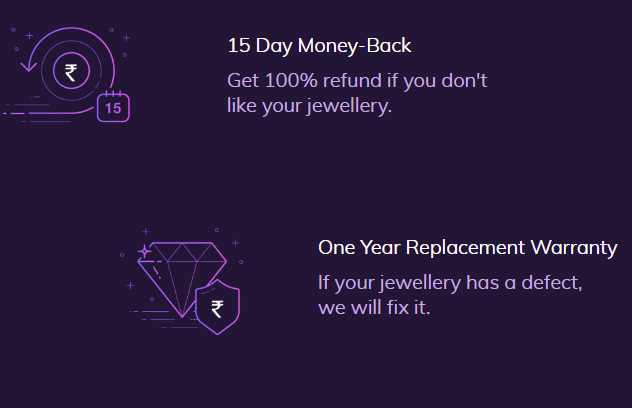 ₹
15
15 Day Money-Back
Get 100% refund if you don't
like your jewellery.
₹
One Year Replacement Warranty
If your jewellery has a defect,
we will fix it.